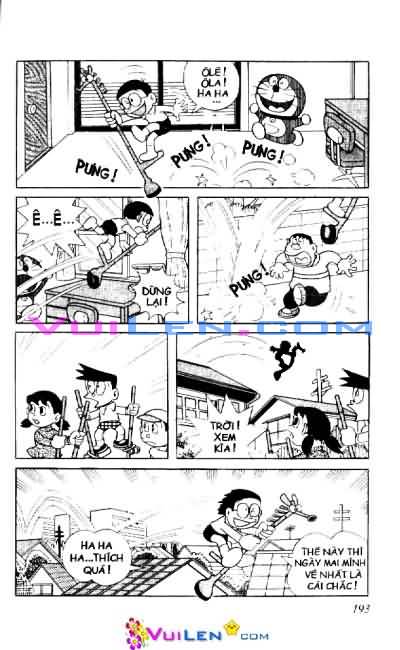 ÔLÊ!
ÔLA!
HA HA
...
PUNG!
PUNG!
PUNG!
Ê...Ê...
DỪNG
LẠI!
PUNG!
VUILEN.COM
TRỜI!
XEM
KÌA!
HA HA
HA...THÍCH
QUÁ!
THẾ NÀY THÌ
NGÀY MAI MÌNH
VỀ NHẤT LÀ
CÁI CHẮC!
193
VUILEN.COM